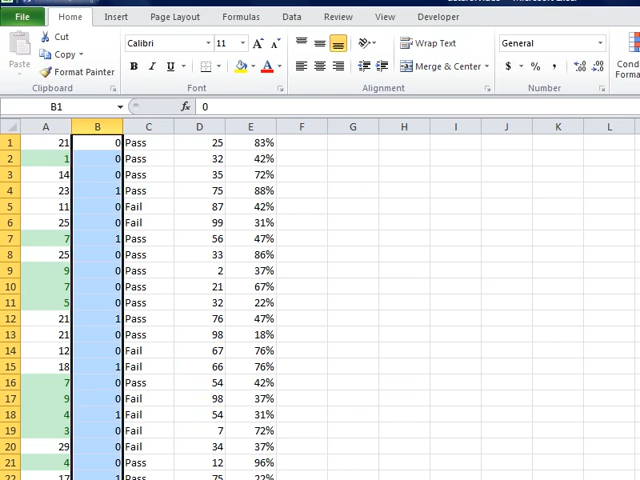 File Home Insert Page Layout Formulas Data Review View Developer
Cut
Copy
Paste
Format Painter
Calibri 11 A A
B I U A
Wrap Text
Merge & Center
General
$ % ,
Cond
Forma
Clipboard Font Alignment Number
B1 fx 0
A B C D E F G H I J K L
1 21 0 Pass 25 83%
2 1 0 Pass 32 42%
3 14 0 Pass 35 72%
4 23 1 Pass 75 88%
5 11 0 Fail 87 42%
6 25 0 Fail 99 31%
7 7 1 Pass 56 47%
8 25 0 Pass 33 86%
9 9 0 Pass 2 37%
10 7 0 Pass 21 67%
11 5 0 Pass 32 22%
12 21 1 Pass 76 47%
13 21 0 Pass 98 18%
14 12 0 Fail 67 76%
15 18 1 Fail 66 76%
16 7 0 Pass 54 42%
17 9 0 Fail 98 37%
18 4 1 Fail 54 31%
19 3 0 Fail 7 72%
20 29 0 Fail 34 37%
21 4 0 Pass 12 96%
22 17 1 Pass 75 22%